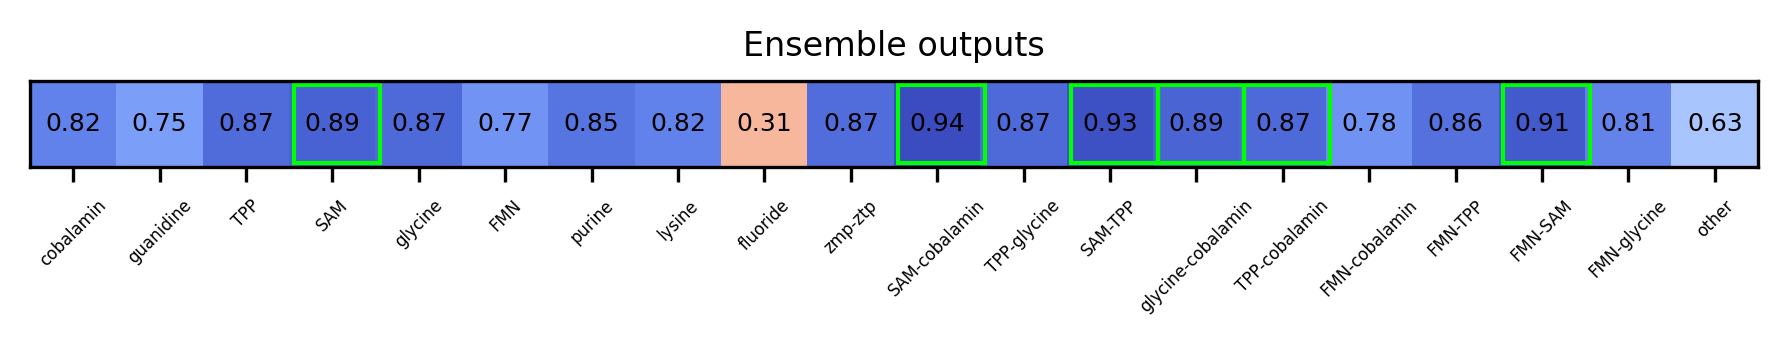 Ensemble outputs
0.82 0.75 0.87 0.89 0.87 0.77 0.85 0.82 0.31 0.87 0.94 0.87 0.93 0.89 0.87 0.78 0.86 0.91 0.81 0.63
cobalamin
guanidine
TPP
SAM
glycine
FMN
purine
lysine
fluoride
zmp-ztp
SAM-cobalamin
TPP-glycine
SAM-TPP
glycine-cobalamin
TPP-cobalamin
FMN-cobalamin
FMN-TPP
FMN-SAM
FMN-glycine
other